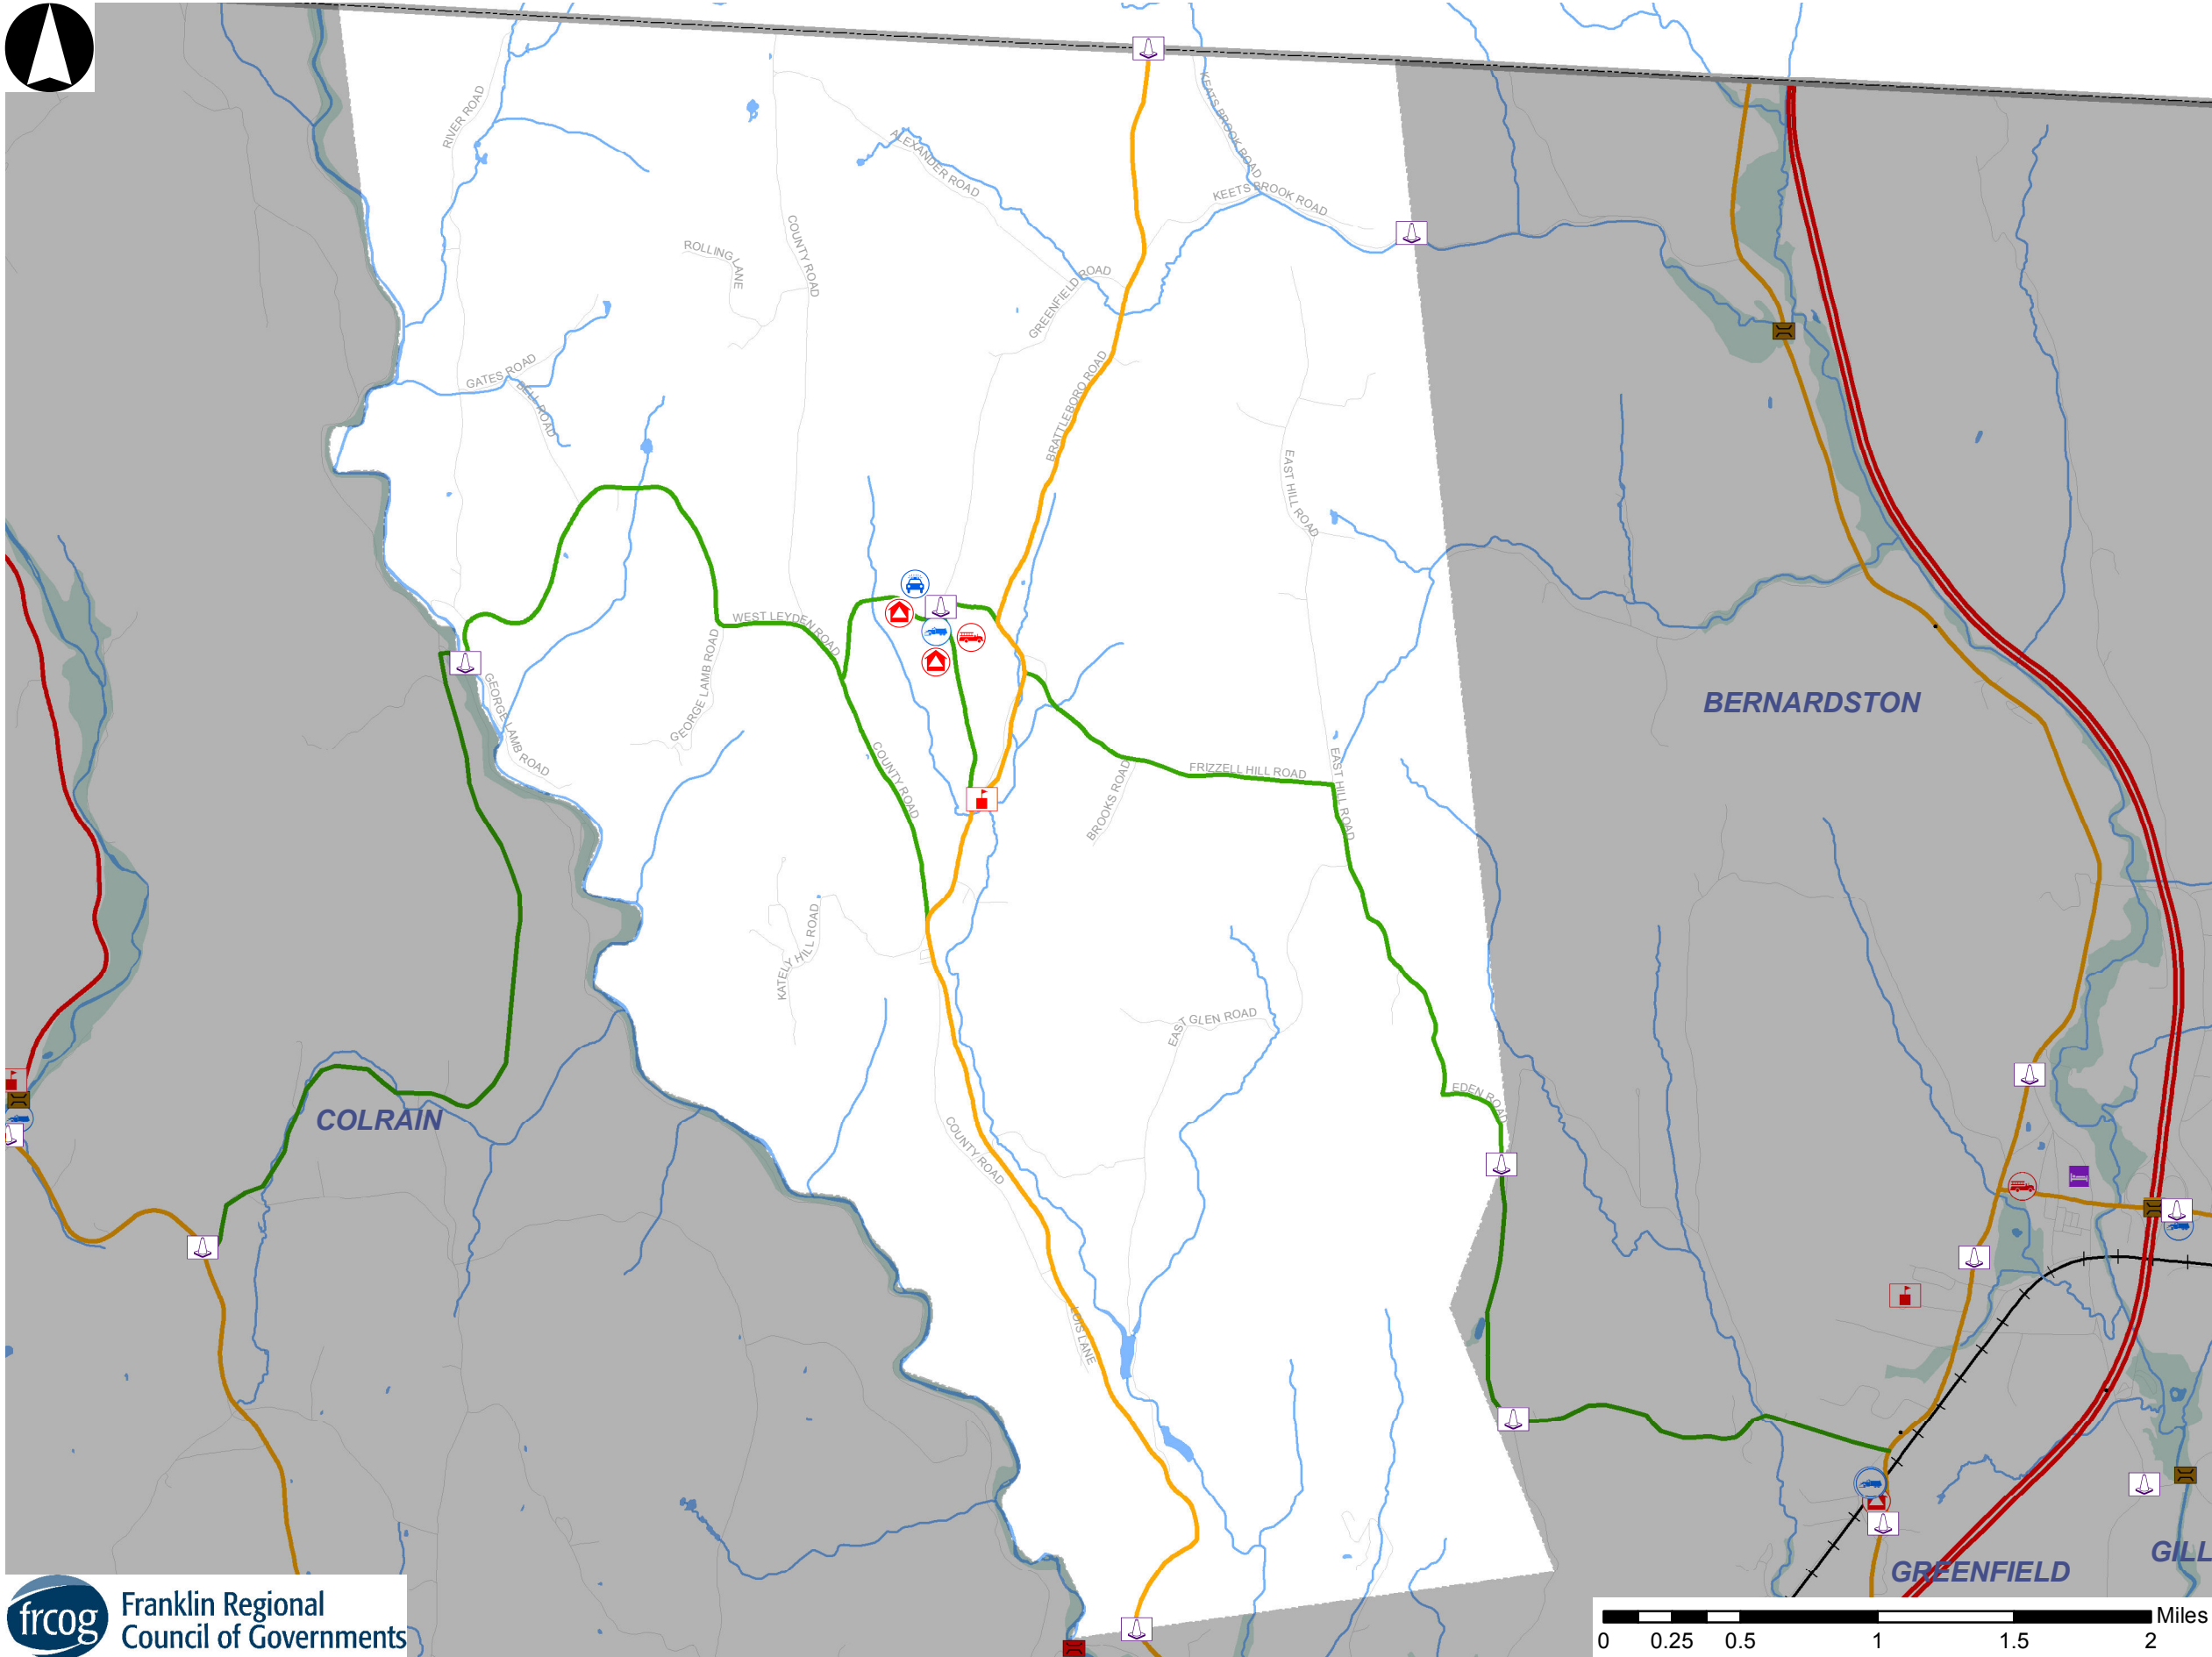 RIVER ROAD
ALEXANDER ROAD
KEATS BROOK ROAD
KEETS BROOK ROAD
COUNTY ROAD
ROLLING LANE
GREENFIELD ROAD
GATES ROAD
BELL ROAD
BRATTLEBORO ROAD
EAST HILL ROAD
WEST LEYDEN ROAD
GEORGE LAMB ROAD
GEORGE LAMB ROAD
COUNTY ROAD
BROOKS ROAD
FRIZZELL HILL ROAD
EAST HILL ROAD
BERNARDSTON
KATELY HILL ROAD
EAST GLEN ROAD
EDEN ROAD
COLRAIN
COUNTY ROAD
LOIS LANE
GILL
GREENFIELD
frcog
Franklin Regional
Council of Governments
Miles
0 0.25 0.5 1 1.5 2